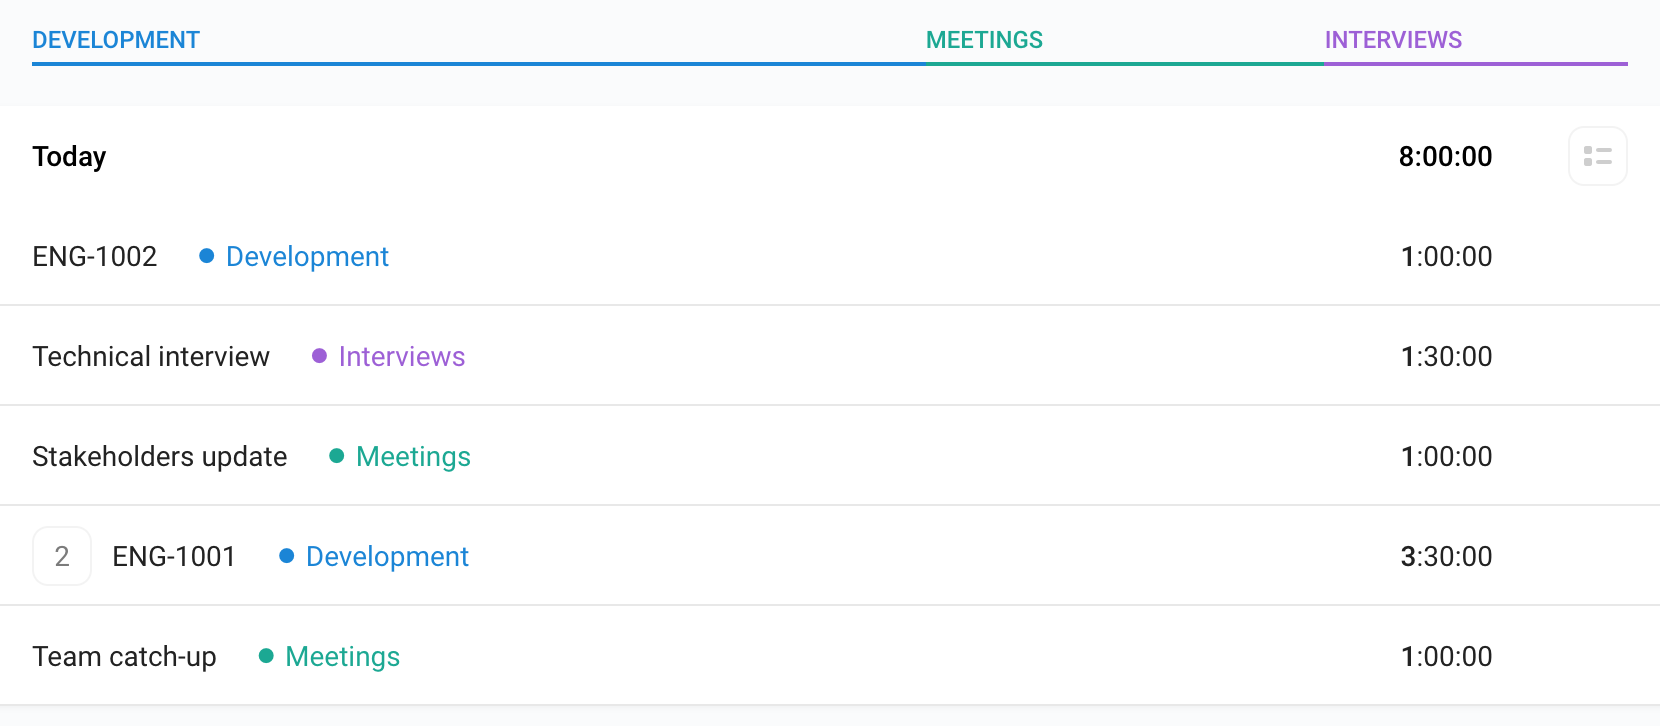 DEVELOPMENT MEETINGS INTERVIEWS
Today 8:00:00
ENG-1002 Development 1:00:00
Technical interview Interviews 1:30:00
Stakeholders update Meetings 1:00:00
2 ENG-1001 Development 3:30:00
Team catch-up Meetings 1:00:00